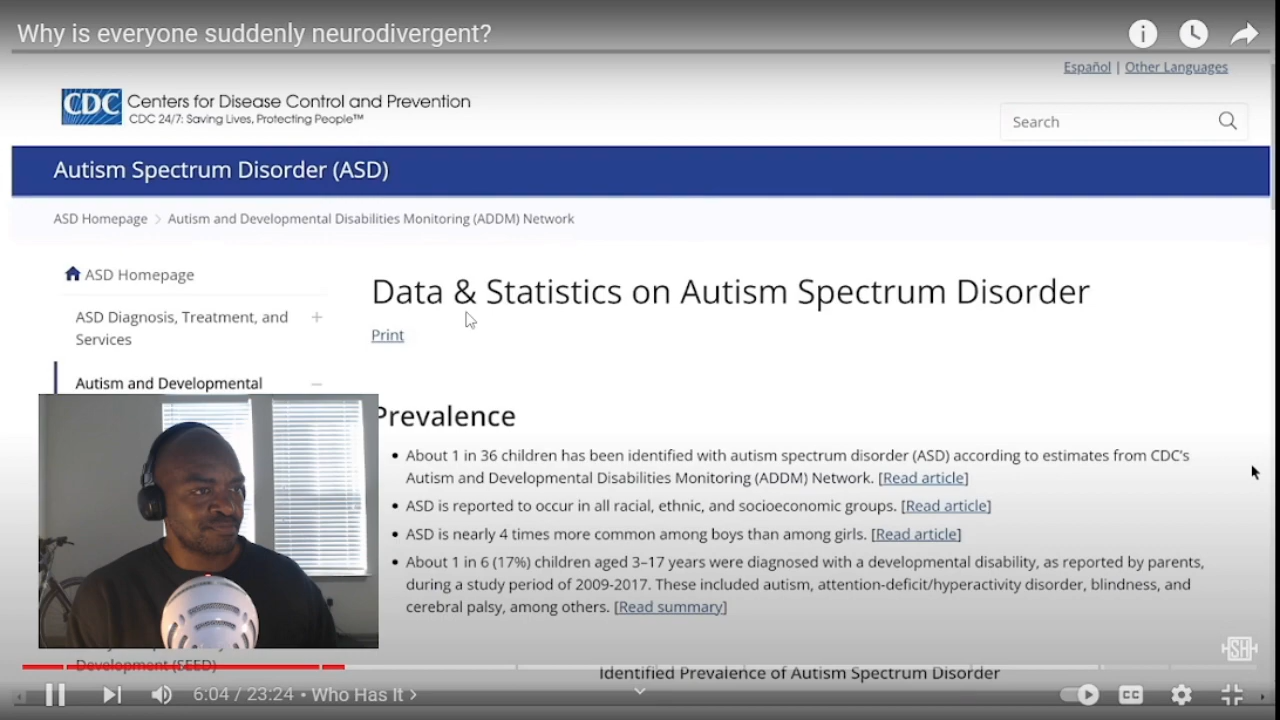 Why is everyone suddenly neurodivergent?
Español | Other Languages
CDC Centers for Disease Control and Prevention
CDC 24/7: Saving Lives, Protecting People™
Search
Autism Spectrum Disorder (ASD)
ASD Homepage > Autism and Developmental Disabilities Monitoring (ADDM) Network
ASD Homepage
ASD Diagnosis, Treatment, and
Services
Autism and Developmental
Data & Statistics on Autism Spectrum Disorder
Print
Prevalence
• About 1 in 36 children has been identified with autism spectrum disorder (ASD) according to estimates from CDC's
Autism and Developmental Disabilities Monitoring (ADDM) Network. [Read article]
• ASD is reported to occur in all racial, ethnic, and socioeconomic groups. [Read article]
• ASD is nearly 4 times more common among boys than among girls. [Read article]
• About 1 in 6 (17%) children aged 3–17 years were diagnosed with a developmental disability, as reported by parents,
during a study period of 2009-2017. These included autism, attention-deficit/hyperactivity disorder, blindness, and
cerebral palsy, among others. [Read summary]
Development (SEED)
Identified Prevalence of Autism Spectrum Disorder
SH
6:04 / 23:24 • Who Has It >
CC